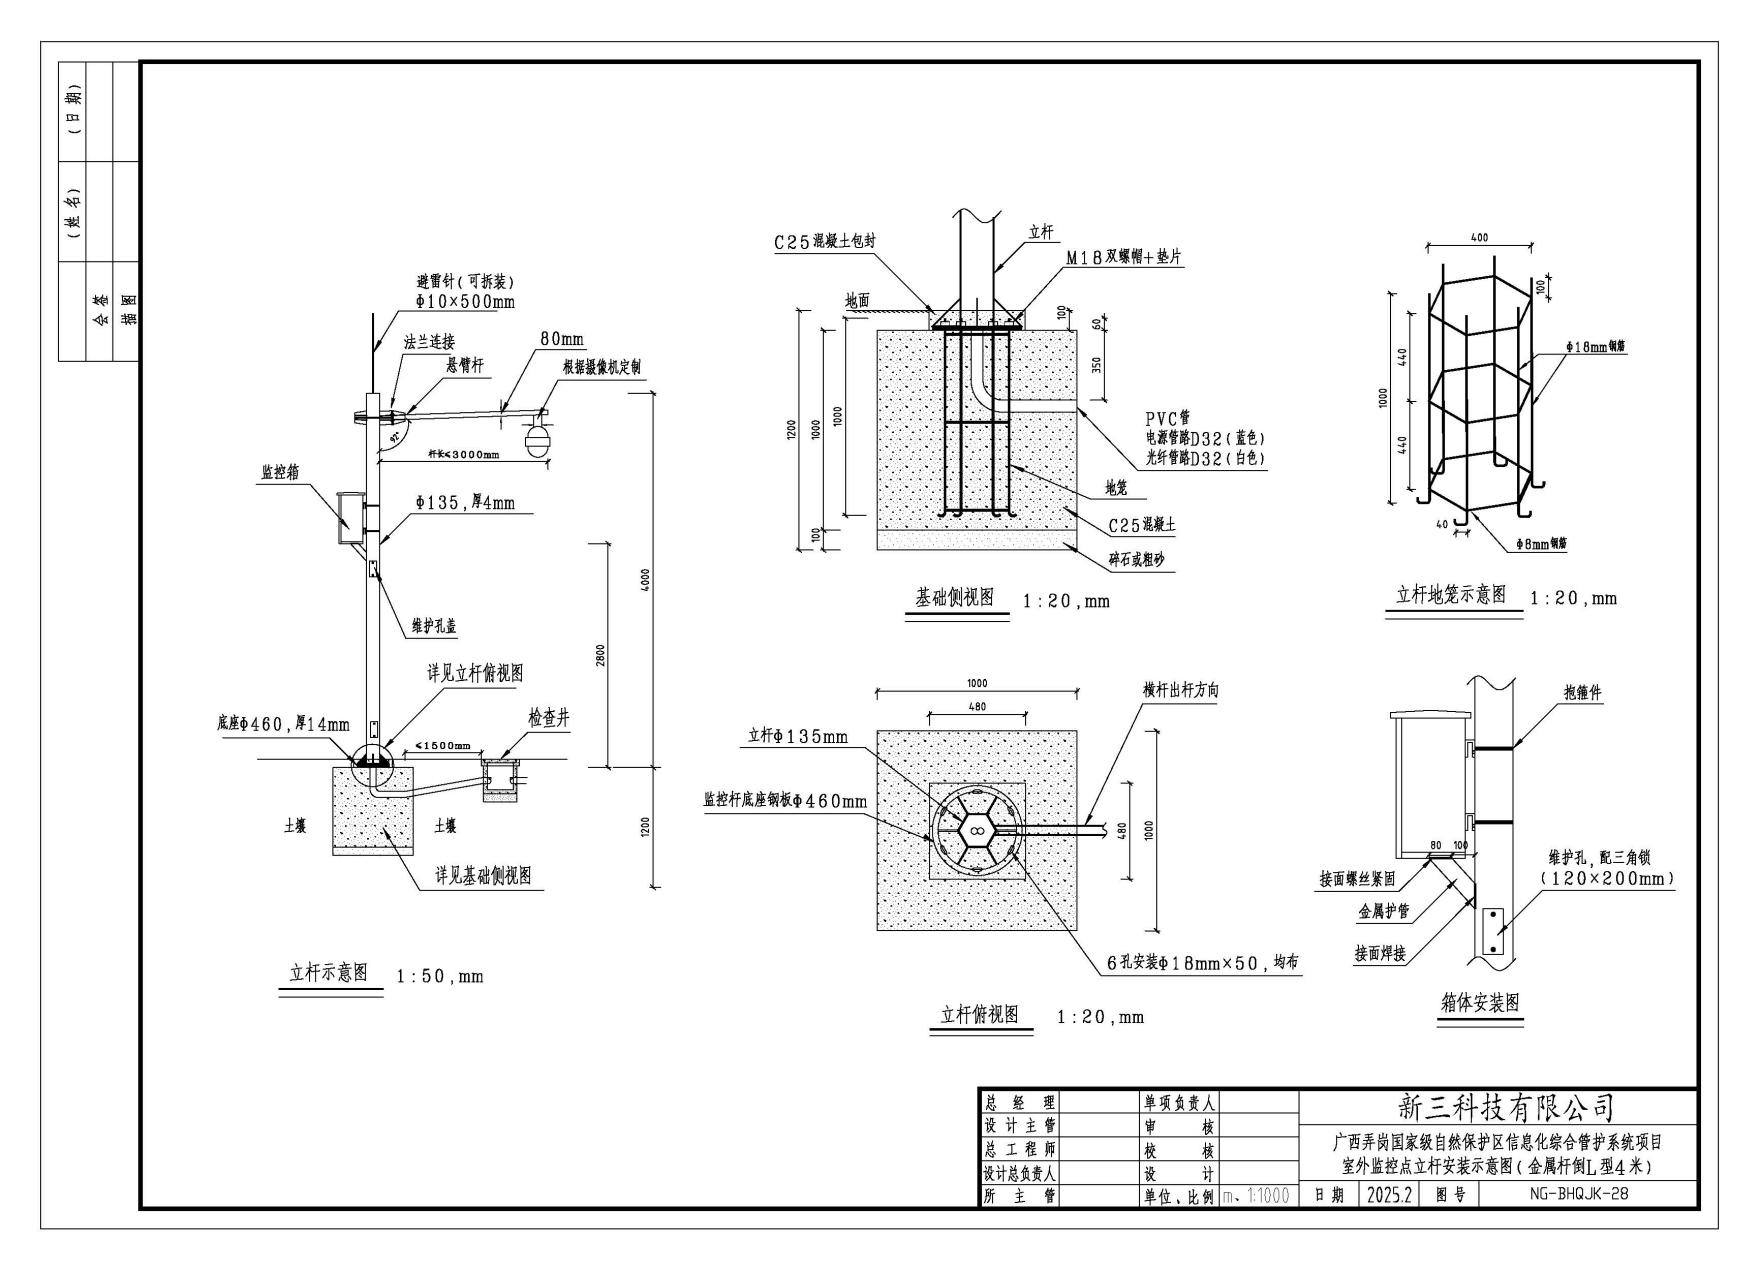 (日 期)
(姓 名)
会 签
描 图
避雷针(可拆装)
Φ10×500mm
法兰连接
悬臂杆
80mm
根据摄像机定制
92°
杆长≤3000mm
监控箱
Φ135,厚4mm
维护孔盖
详见立杆俯视图
底座Φ460,厚14mm
检查井
≤1500mm
土壤
土壤
详见基础侧视图
2800
4000
1200
立杆示意图 1:50,mm
C25混凝土包封
立杆
M18双螺帽+垫片
地面
100
60
350
1200
1000
1000
100
PVC管
电源管路D32(蓝色)
光纤管路D32(白色)
地笼
C25混凝土
碎石或粗砂
基础侧视图 1:20,mm
400
100
440
440
1000
40
Φ18mm钢筋
Φ8mm钢筋
立杆地笼示意图 1:20,mm
1000
480
横杆出杆方向
立杆Φ135mm
监控杆底座钢板Φ460mm
480
1000
6孔安装Φ18mm×50,均布
立杆俯视图 1:20,mm
抱箍件
80 100
维护孔,配三角锁
(120×200mm)
接面螺丝紧固
金属护管
接面焊接
箱体安装图
总 经 理
单项负责人
新三科技有限公司
设 计 主 管
审 核
总 工 程 师
校 核
广西弄岗国家级自然保护区信息化综合管护系统项目
室外监控点立杆安装示意图(金属杆倒L型4米)
设计总负责人
设 计
所 主 管
单位、比例
m、1:1000
日 期
2025.2
图 号
NG-BHQJK-28